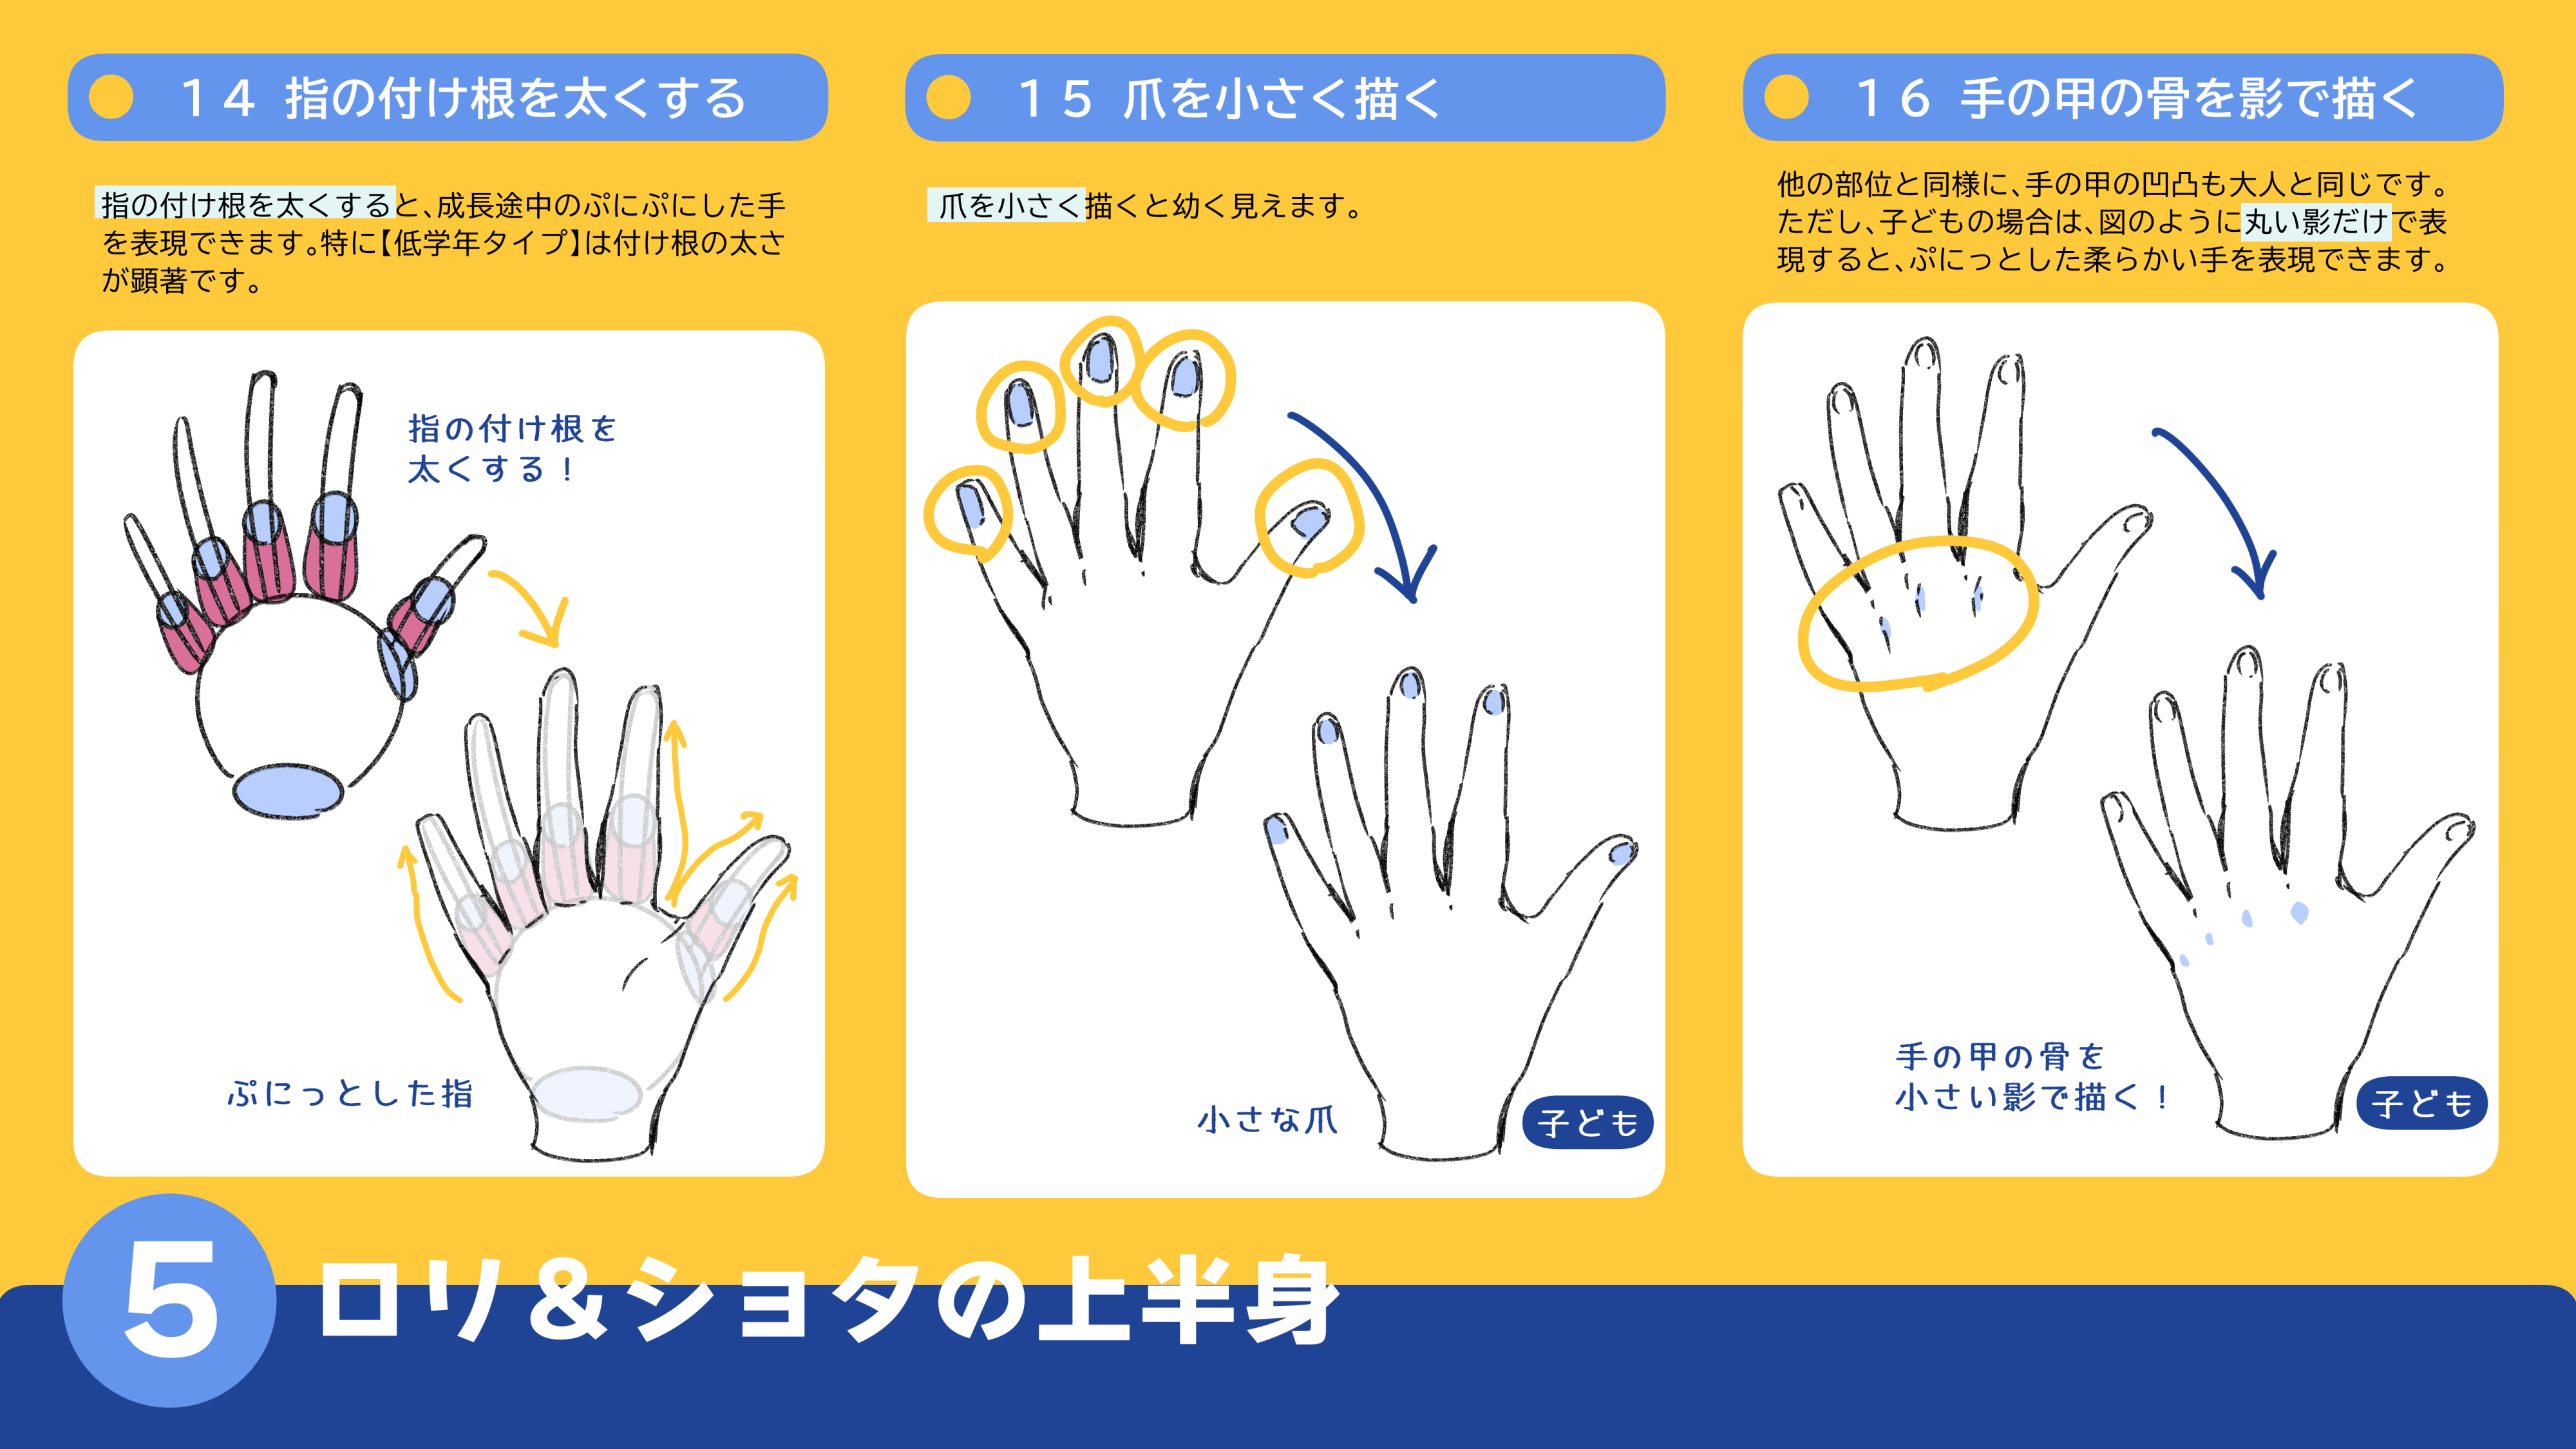 14 指の付け根を太くする
指の付け根を太くすると、成長途中のぷにぷにした手
を表現できます。特に【低学年タイプ】は付け根の太さ
が顕著です。
指の付け根を
太くする！
ぷにっとした指
15 爪を小さく描く
爪を小さく描くと幼く見えます。
小さな爪
子ども
16 手の甲の骨を影で描く
他の部位と同様に、手の甲の凹凸も大人と同じです。
ただし、子どもの場合は、図のように丸い影だけで表
現すると、ぷにっとした柔らかい手を表現できます。
手の甲の骨を
小さい影で描く！
子ども
5 ロリ＆ショタの上半身